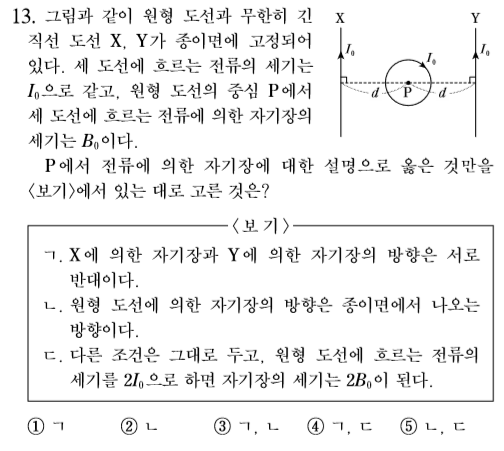 13. 그림과 같이 원형 도선과 무한히 긴
직선 도선 X, Y가 종이면에 고정되어
있다. 세 도선에 흐르는 전류의 세기는
I₀으로 같고, 원형 도선의 중심 P에서
세 도선에 흐르는 전류에 의한 자기장의
세기는 B₀이다.
X Y
I₀ I₀ I₀
d P d
P에서 전류에 의한 자기장에 대한 설명으로 옳은 것만을
<보기>에서 있는 대로 고른 것은?
<보 기>
ㄱ. X에 의한 자기장과 Y에 의한 자기장의 방향은 서로
반대이다.
ㄴ. 원형 도선에 의한 자기장의 방향은 종이면에서 나오는
방향이다.
ㄷ. 다른 조건은 그대로 두고, 원형 도선에 흐르는 전류의
세기를 2I₀으로 하면 자기장의 세기는 2B₀이 된다.
① ㄱ ② ㄴ ③ ㄱ, ㄴ ④ ㄱ, ㄷ ⑤ ㄴ, ㄷ